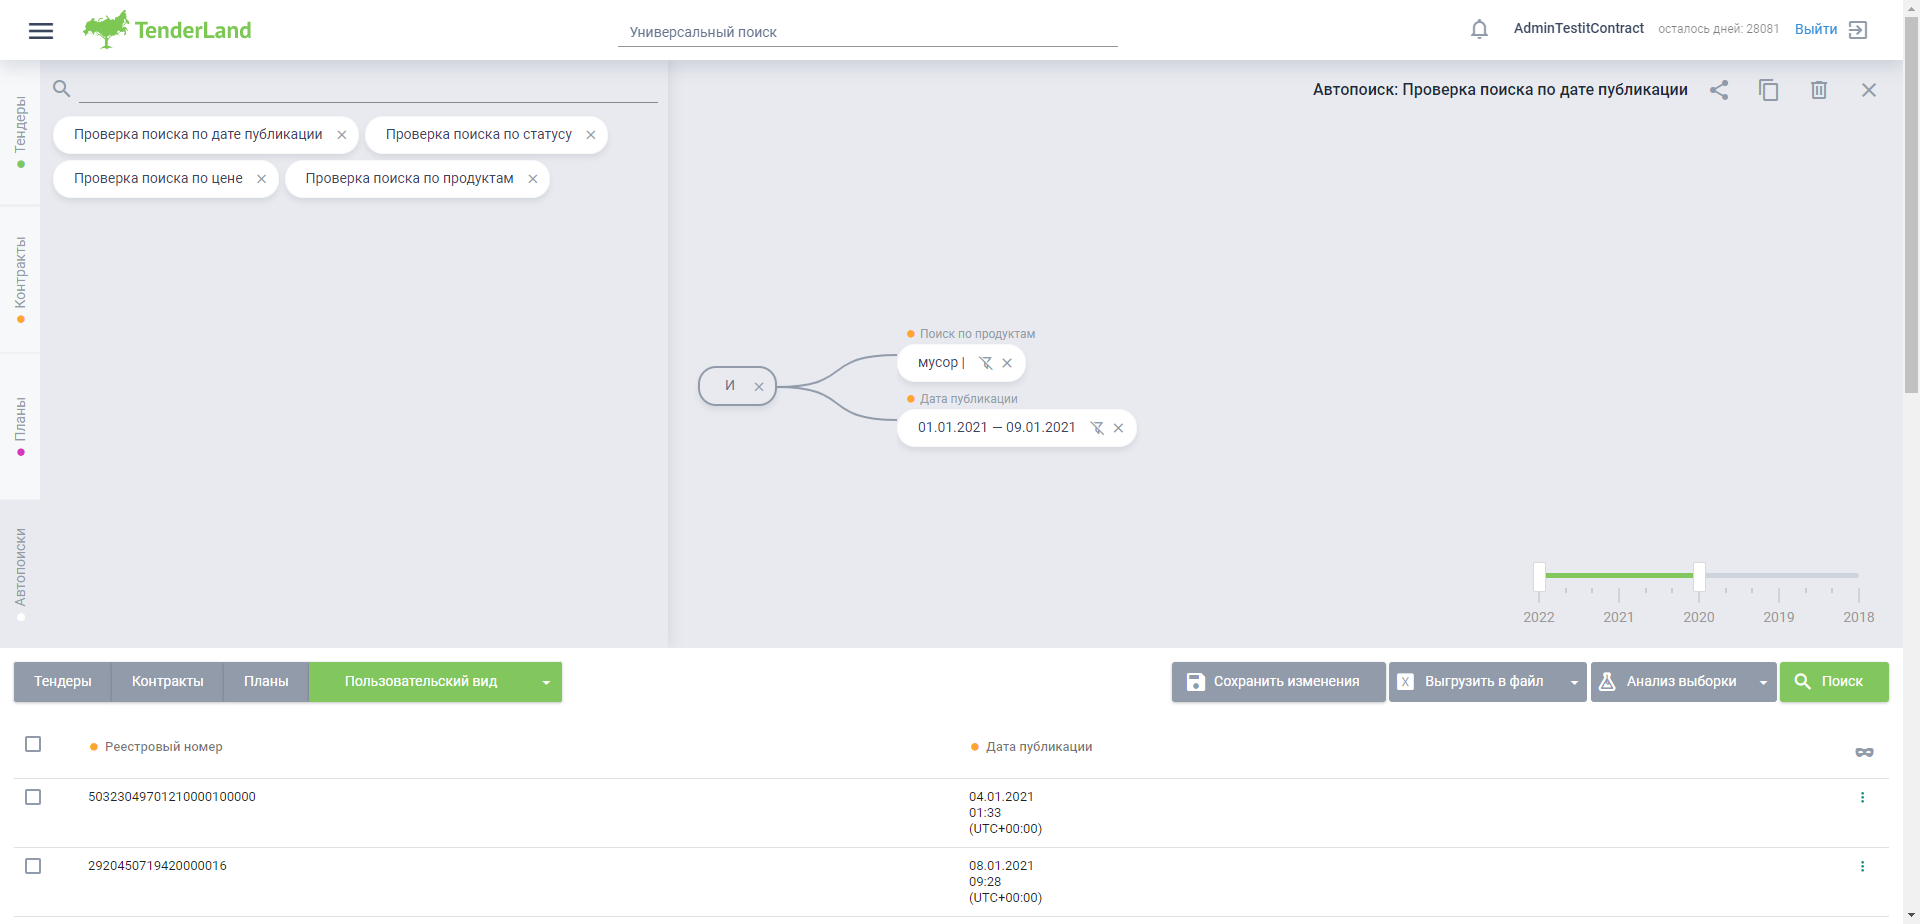 TenderLand
Универсальный поиск
AdminTestitContract
осталось дней: 28081
Выйти
Тендеры
Контракты
Планы
Автопоиски
Проверка поиска по дате публикации
Проверка поиска по статусу
Проверка поиска по цене
Проверка поиска по продуктам
Автопоиск: Проверка поиска по дате публикации
И
Поиск по продуктам
мусор |
Дата публикации
01.01.2021 — 09.01.2021
2022 2021 2020 2019 2018
Тендеры Контракты Планы Пользовательский вид
Сохранить изменения
X Выгрузить в файл
Анализ выборки
Поиск
Реестровый номер Дата публикации
50323049701210000100000
04.01.2021
01:33
(UTC+00:00)
2920450719420000016
08.01.2021
09:28
(UTC+00:00)